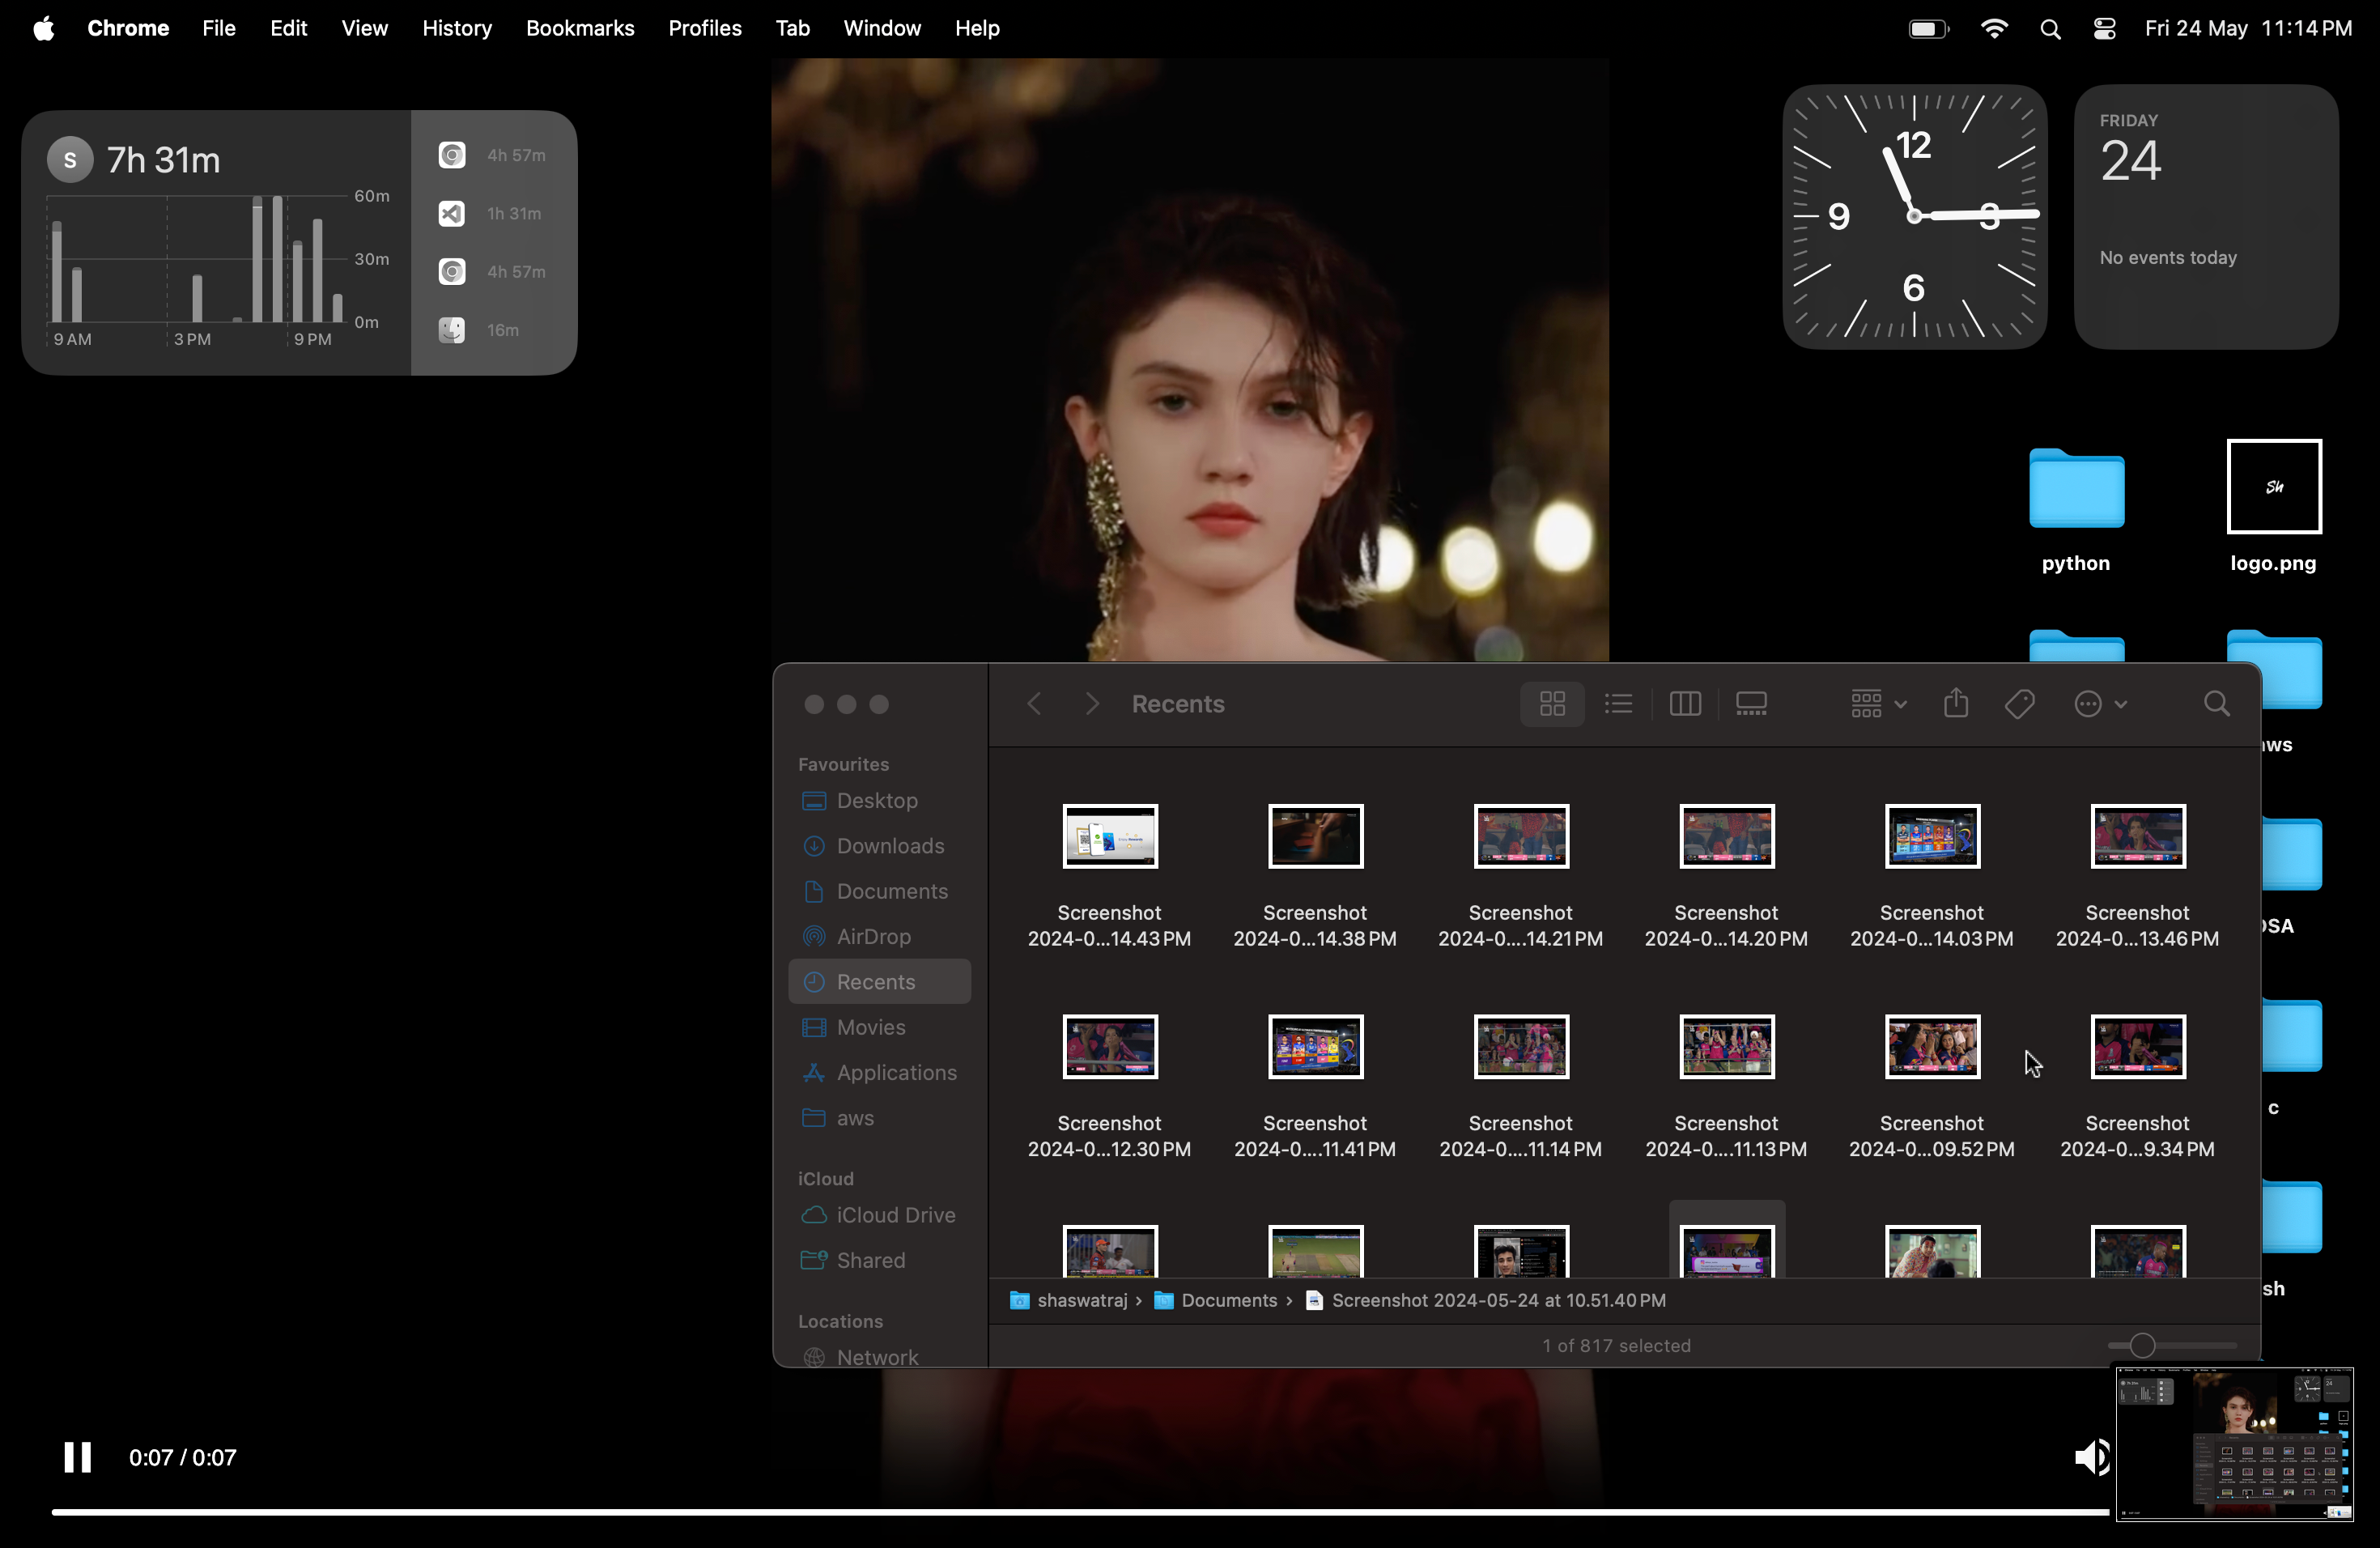 Chrome File Edit View History Bookmarks Profiles Tab Window Help
Fri 24 May 11:14 PM
S 7h 31m
60m
30m
0m
9 AM 3 PM 9 PM
4h 57m
1h 31m
4h 57m
16m
12
3
6
9
FRIDAY
24
No events today
python
Sh
logo.png
Recents
Favourites
Desktop
Downloads
Documents
AirDrop
Recents
Movies
Applications
aws
iCloud
iCloud Drive
Shared
Locations
Network
Screenshot Screenshot Screenshot Screenshot Screenshot Screenshot
2024-0...14.43 PM 2024-0...14.38 PM 2024-0....14.21 PM 2024-0...14.20 PM 2024-0...14.03 PM 2024-0...13.46 PM
Screenshot Screenshot Screenshot Screenshot Screenshot Screenshot
2024-0...12.30 PM 2024-0....11.41 PM 2024-0....11.14 PM 2024-0....11.13 PM 2024-0...09.52 PM 2024-0...9.34 PM
shaswatraj › Documents › Screenshot 2024-05-24 at 10.51.40 PM
1 of 817 selected
c
sh
0:07 / 0:07